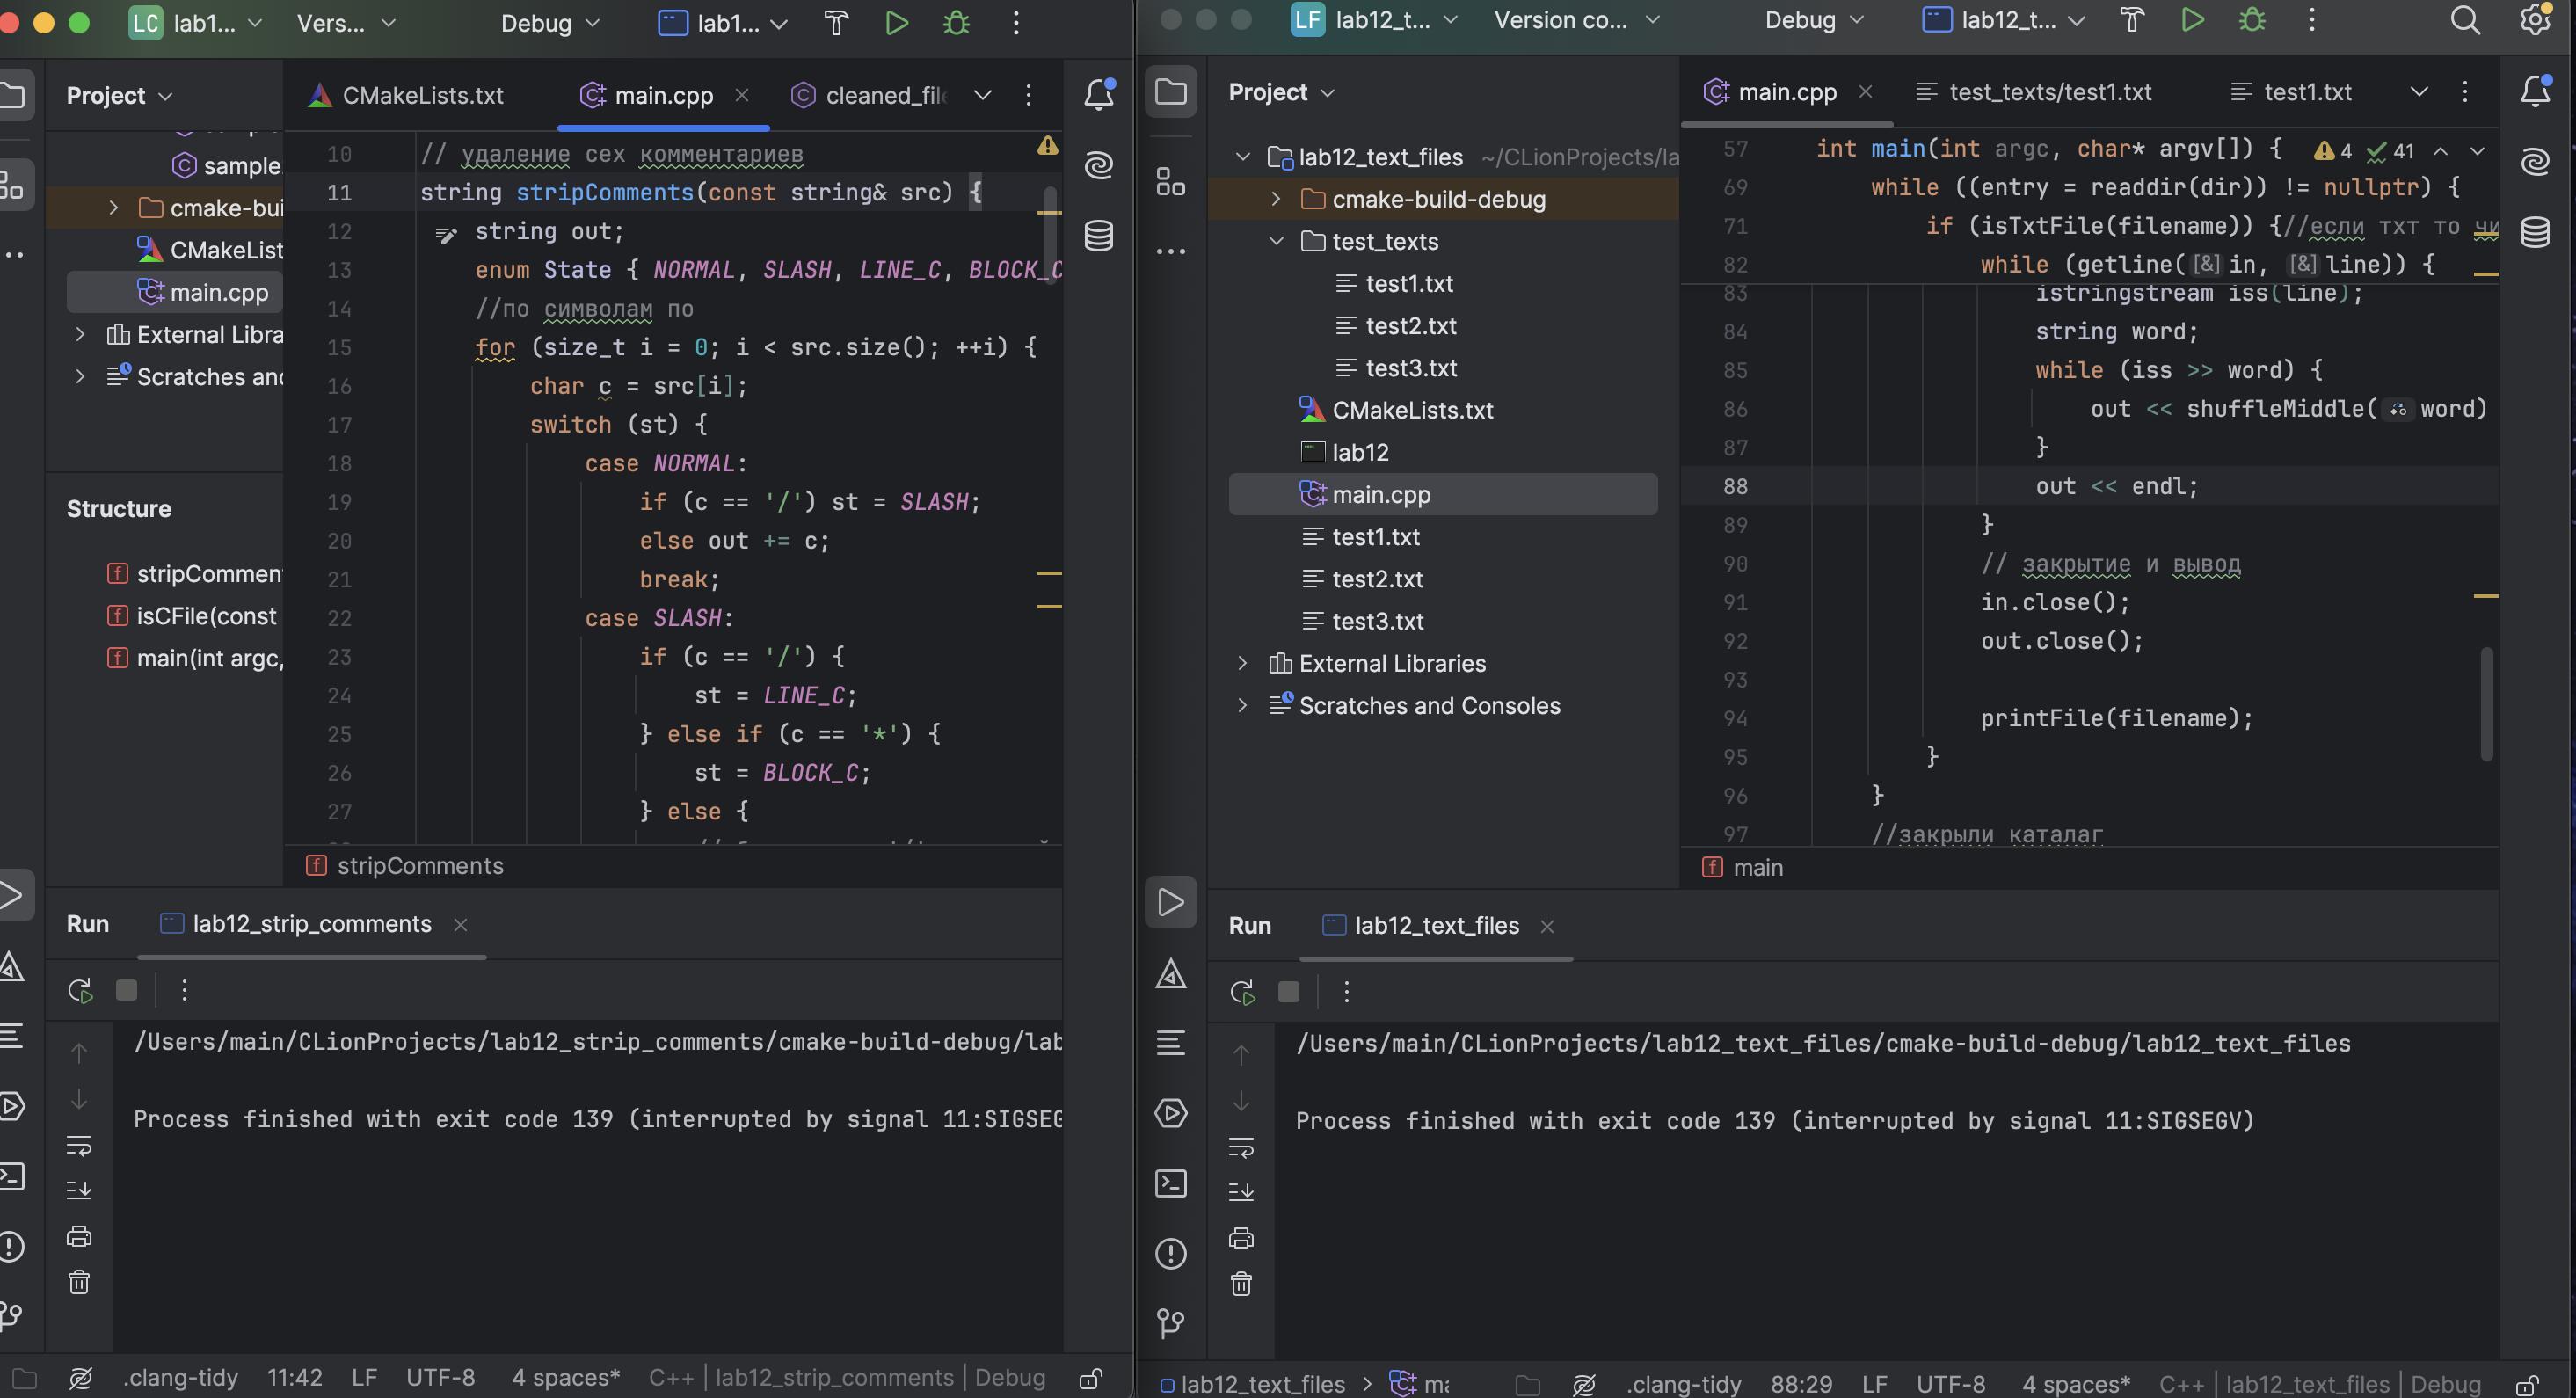 LC lab1... Vers... Debug lab1...
Project
CMakeLists.txt main.cpp cleaned_file
sample
cmake-bui
CMakeList
main.cpp
External Libra
Scratches and
Structure
stripCommen
isCFile(const
main(int argc,
10 // удаление сех комментариев
11 string stripComments(const string& src) {
12 string out;
13 enum State { NORMAL, SLASH, LINE_C, BLOCK_C
14 //по символам по
15 for (size_t i = 0; i < src.size(); ++i) {
16 char c = src[i];
17 switch (st) {
18 case NORMAL:
19 if (c == '/') st = SLASH;
20 else out += c;
21 break;
22 case SLASH:
23 if (c == '/') {
24 st = LINE_C;
25 } else if (c == '*') {
26 st = BLOCK_C;
27 } else {
stripComments
Run lab12_strip_comments
/Users/main/CLionProjects/lab12_strip_comments/cmake-build-debug/lab
Process finished with exit code 139 (interrupted by signal 11:SIGSEG
.clang-tidy 11:42 LF UTF-8 4 spaces* C++ | lab12_strip_comments | Debug
LF lab12_t... Version co... Debug lab12_t...
Project
lab12_text_files ~/CLionProjects/la
cmake-build-debug
test_texts
test1.txt
test2.txt
test3.txt
CMakeLists.txt
lab12
main.cpp
test1.txt
test2.txt
test3.txt
External Libraries
Scratches and Consoles
main.cpp test_texts/test1.txt test1.txt
57 int main(int argc, char* argv[]) { 4 41
69 while ((entry = readdir(dir)) != nullptr) {
71 if (isTxtFile(filename)) {//если тхт то чи
82 while (getline([&]in, [&]line)) {
83 istringstream iss(line);
84 string word;
85 while (iss >> word) {
86 out << shuffleMiddle(word)
87 }
88 out << endl;
89 }
90 // закрытие и вывод
91 in.close();
92 out.close();
93
94 printFile(filename);
95 }
96 }
97 //закрыли каталаг
main
Run lab12_text_files
/Users/main/CLionProjects/lab12_text_files/cmake-build-debug/lab12_text_files
Process finished with exit code 139 (interrupted by signal 11:SIGSEGV)
lab12_text_files > ma .clang-tidy 88:29 LF UTF-8 4 spaces* C++ | lab12_text_files | Debug